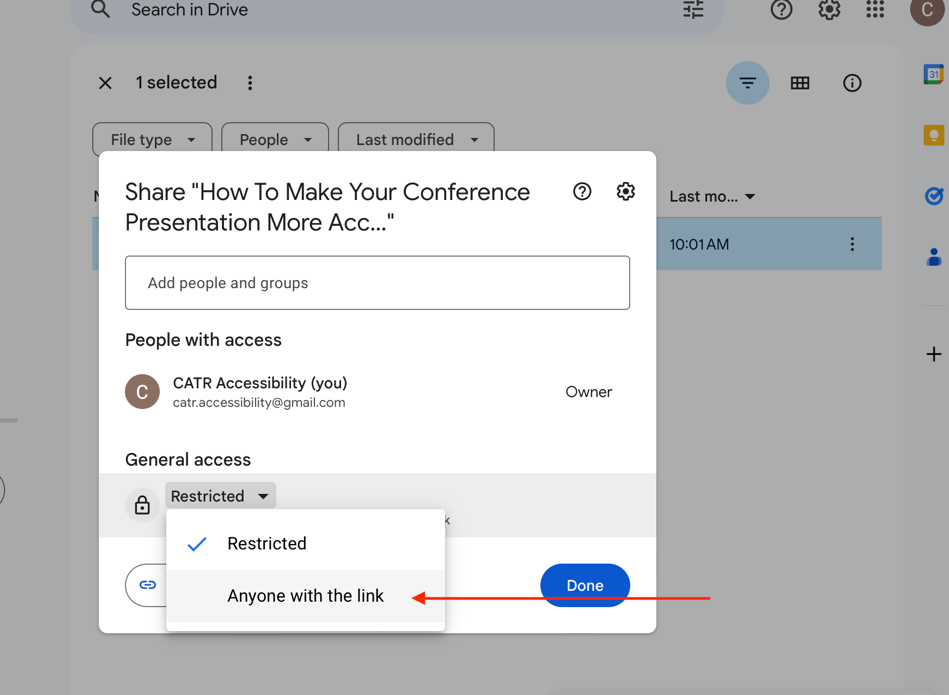 Search in Drive
C
31
1 selected
File type
People
Last modified
Last mo...
10:01 AM
Share "How To Make Your Conference
Presentation More Acc..."
Add people and groups
People with access
C
CATR Accessibility (you)
catr.accessibility@gmail.com
Owner
General access
Restricted
Restricted
Anyone with the link
Done